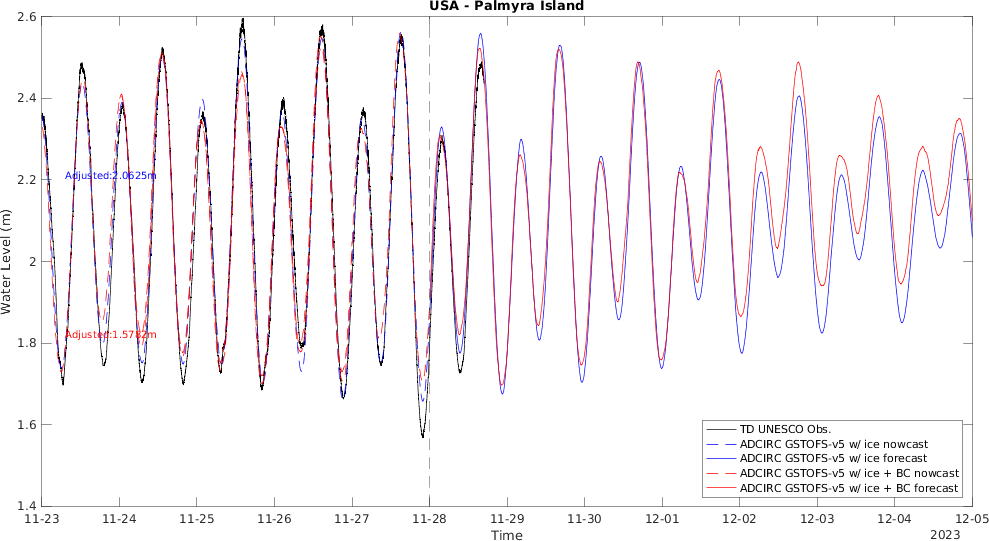 USA - Palmyra Island
2.6
2.4
2.2
2
1.8
1.6
1.4
Water Level (m)
Adjusted:2.0625m
Adjusted:1.5782m
TD UNESCO Obs.
ADCIRC GSTOFS-v5 w/ ice nowcast
ADCIRC GSTOFS-v5 w/ ice forecast
ADCIRC GSTOFS-v5 w/ ice + BC nowcast
ADCIRC GSTOFS-v5 w/ ice + BC forecast
11-23 11-24 11-25 11-26 11-27 11-28 11-29 11-30 12-01 12-02 12-03 12-04 12-05
Time
2023